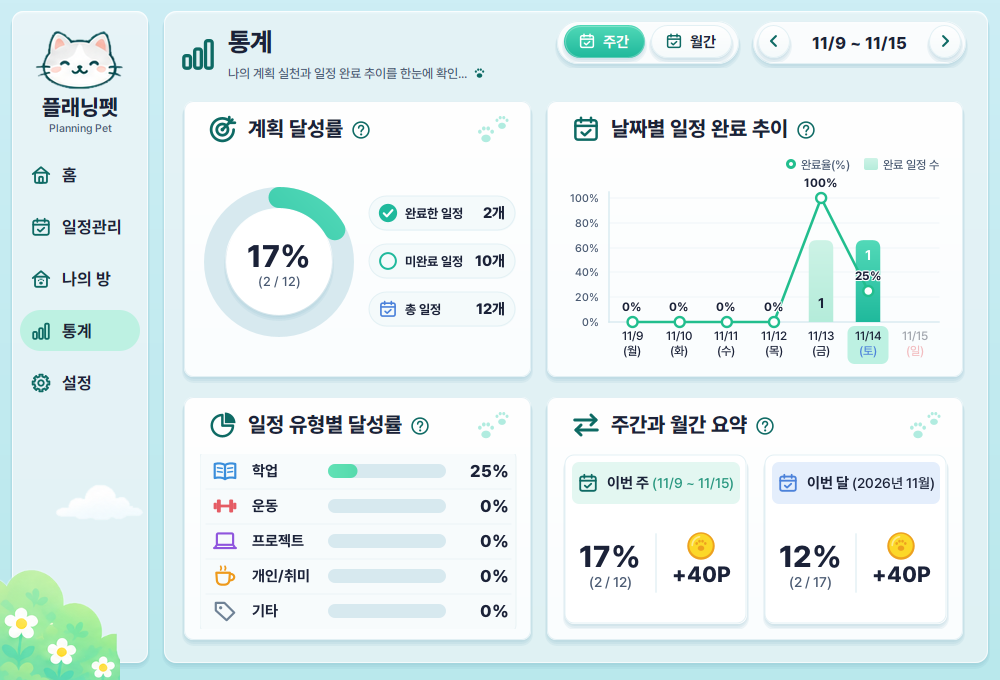 플래닝펫
Planning Pet
홈
일정관리
나의 방
통계
설정
통계
나의 계획 실천과 일정 완료 추이를 한눈에 확인...
주간
월간
11/9 ~ 11/15
계획 달성률 ?
17%
(2 / 12)
완료한 일정 2개
미완료 일정 10개
총 일정 12개
날짜별 일정 완료 추이 ?
완료율(%) 완료 일정 수
100%
80%
60%
40%
20%
0%
0% 0% 0% 0% 100% 25%
1 1
11/9 11/10 11/11 11/12 11/13 11/14 11/15
(월) (화) (수) (목) (금) (토) (일)
일정 유형별 달성률 ?
학업 25%
운동 0%
프로젝트 0%
개인/취미 0%
기타 0%
주간과 월간 요약 ?
이번 주 (11/9 ~ 11/15)
17%
(2 / 12)
+40P
이번 달 (2026년 11월)
12%
(2 / 17)
+40P